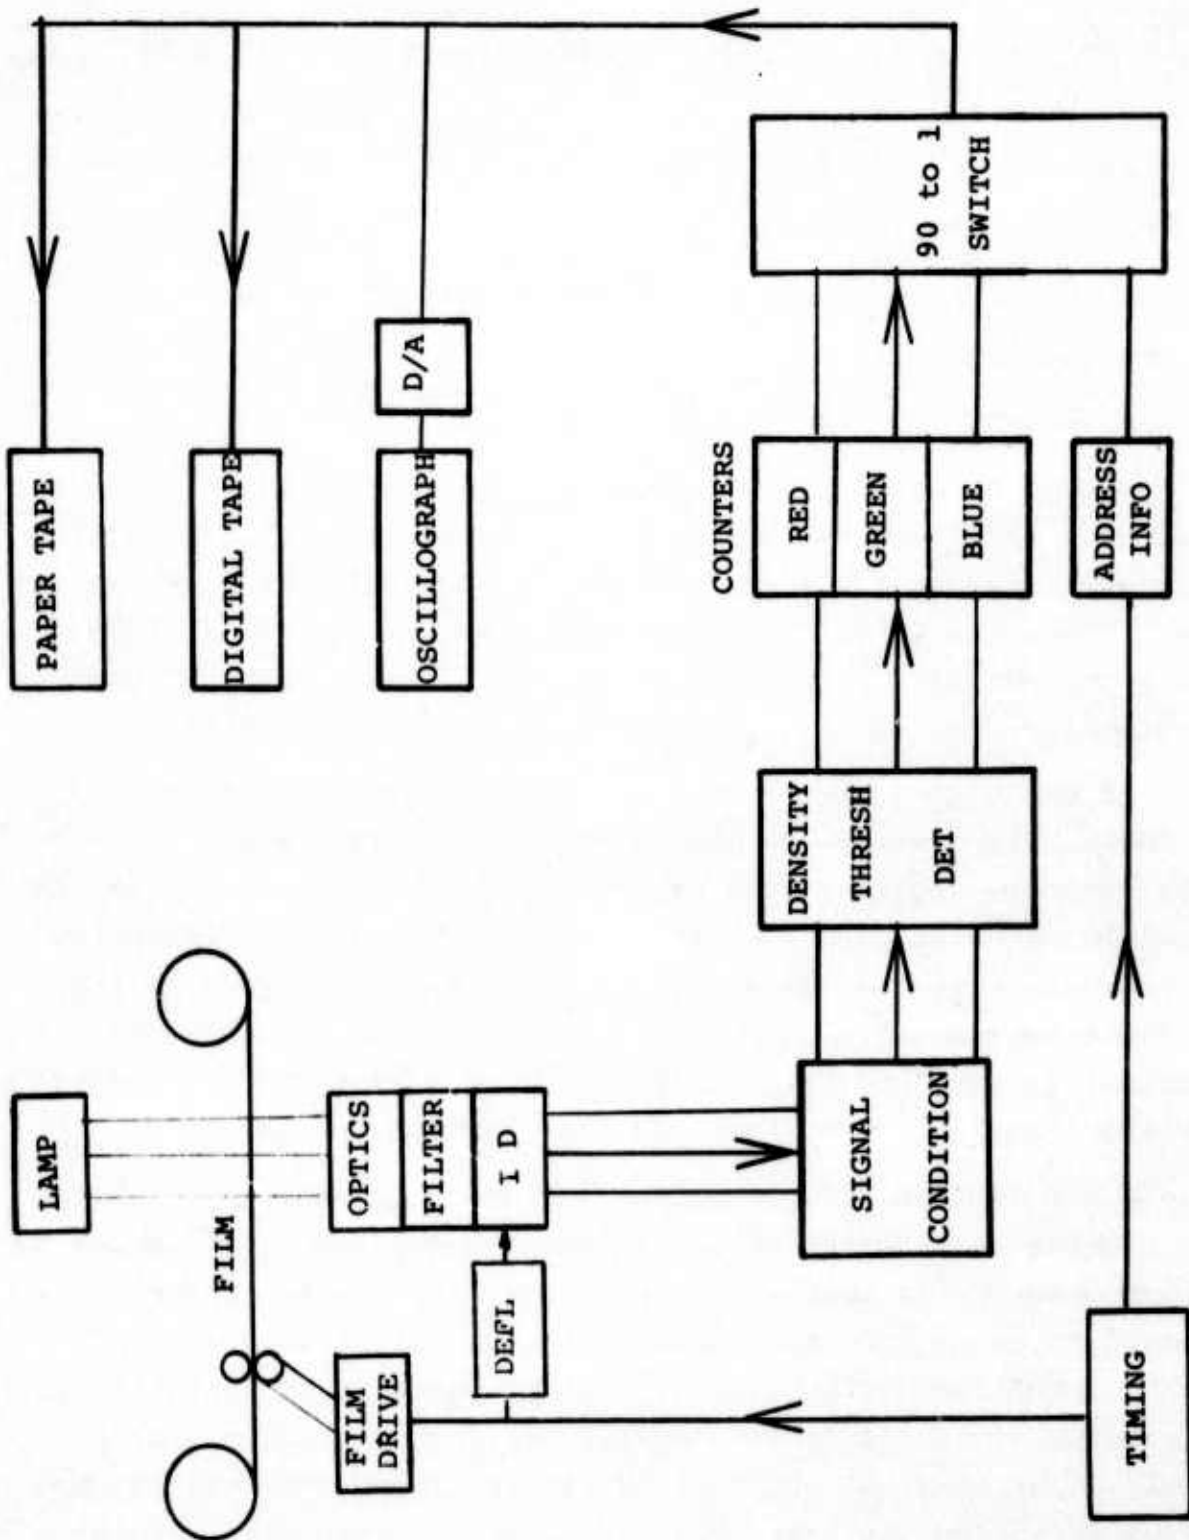 LAMP
FILM
FILM
DRIVE
DEFL
OPTICS
FILTER
I D
TIMING
SIGNAL
CONDITION
DENSITY
THRESH
DET
COUNTERS
RED
GREEN
BLUE
ADDRESS
INFO
90 to 1
SWITCH
PAPER TAPE
DIGITAL TAPE
D/A
OSCILLOGRAPH